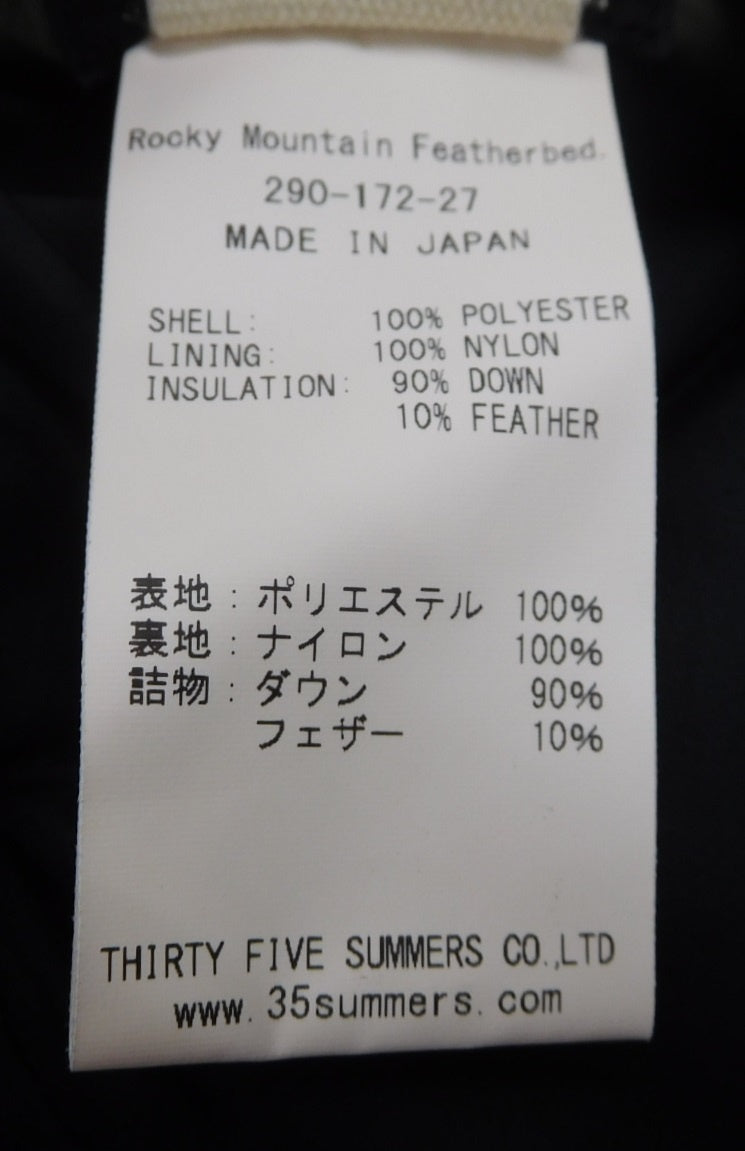 Rocky Mountain Featherbed.
290-172-27
MADE IN JAPAN
SHELL: 100% POLYESTER
LINING: 100% NYLON
INSULATION: 90% DOWN
10% FEATHER
表地：ポリエステル 100%
裏地：ナイロン 100%
詰物：ダウン 90%
フェザー 10%
THIRTY FIVE SUMMERS CO.,LTD
www.35summers.com